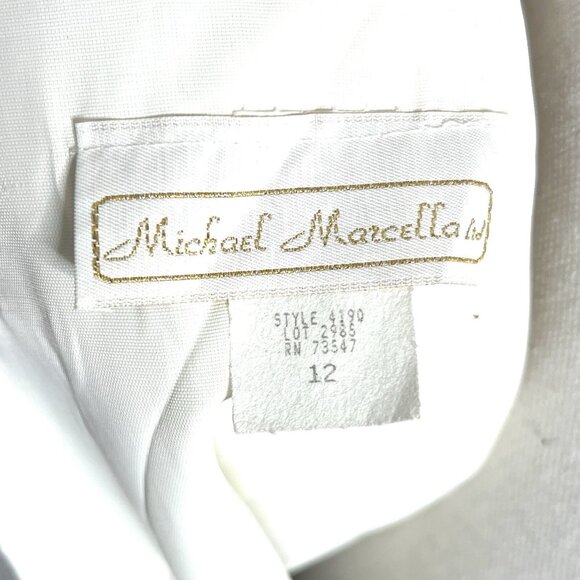 Michael Marcella Ltd
STYLE 4190
LOT 2985
RN 73547
12